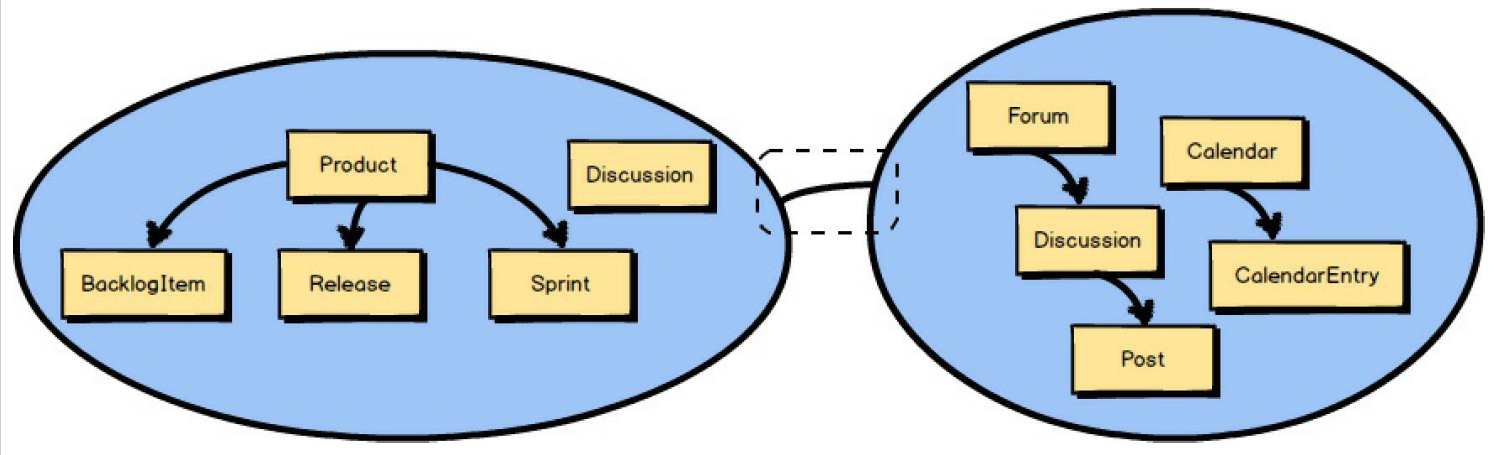 Product
Discussion
BacklogItem
Release
Sprint
Forum
Calendar
Discussion
CalendarEntry
Post